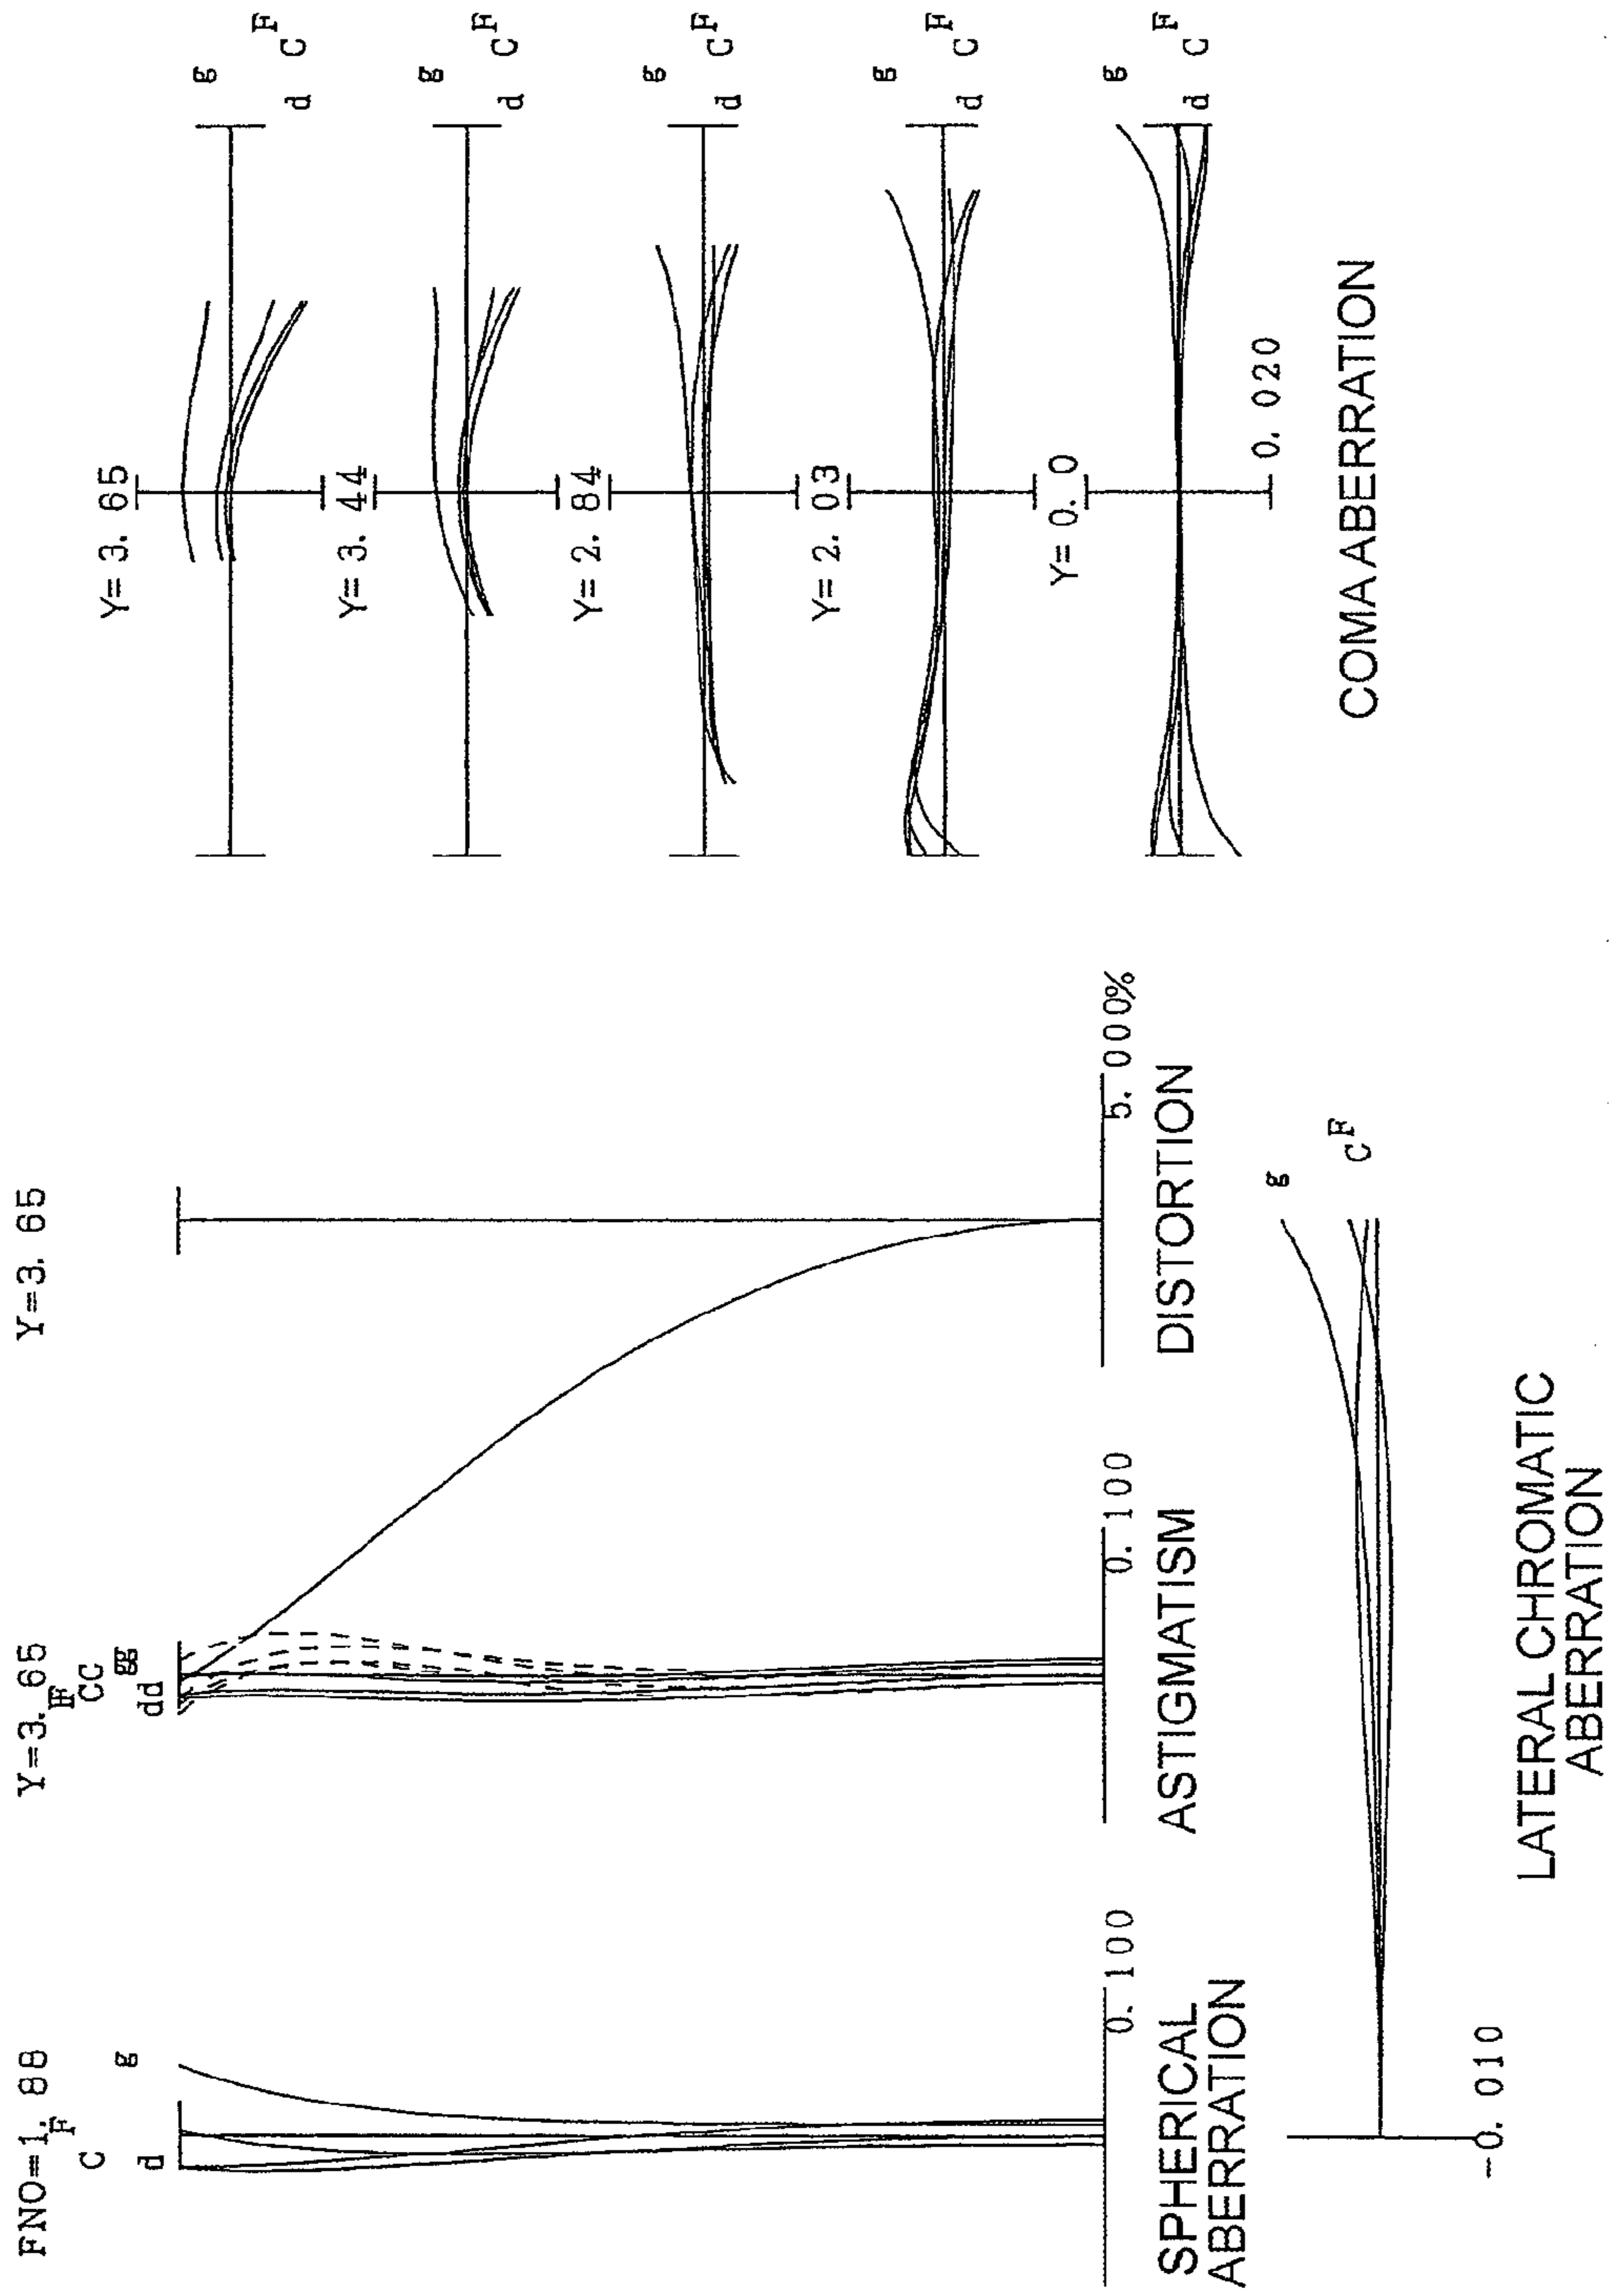 FNO=1. 88
F
C
g
d
0. 100
SPHERICAL
ABERRATION
Y=3. 65
FF
CC
gg
dd
0. 100
ASTIGMATISM
Y=3. 65
5. 000%
DISTORTION
g
F
C
-0. 010
LATERAL CHROMATIC
ABERRATION
Y=3. 65
g
F
C
d
Y=3. 44
g
F
C
d
Y=2. 84
g
F
C
d
Y=2. 03
g
F
C
d
Y=0. 0
g
F
C
d
0. 020
COMA ABERRATION